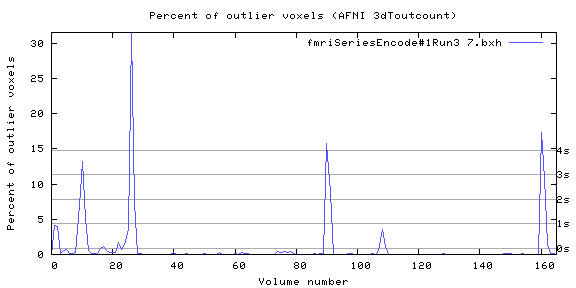 Percent of outlier voxels (AFNI 3dToutcount)
fmriSeriesEncode#1Run3 7.bxh
Percent of outlier voxels
30
25
20
15
10
5
0
4s
3s
2s
1s
0s
0 20 40 60 80 100 120 140 160
Volume number